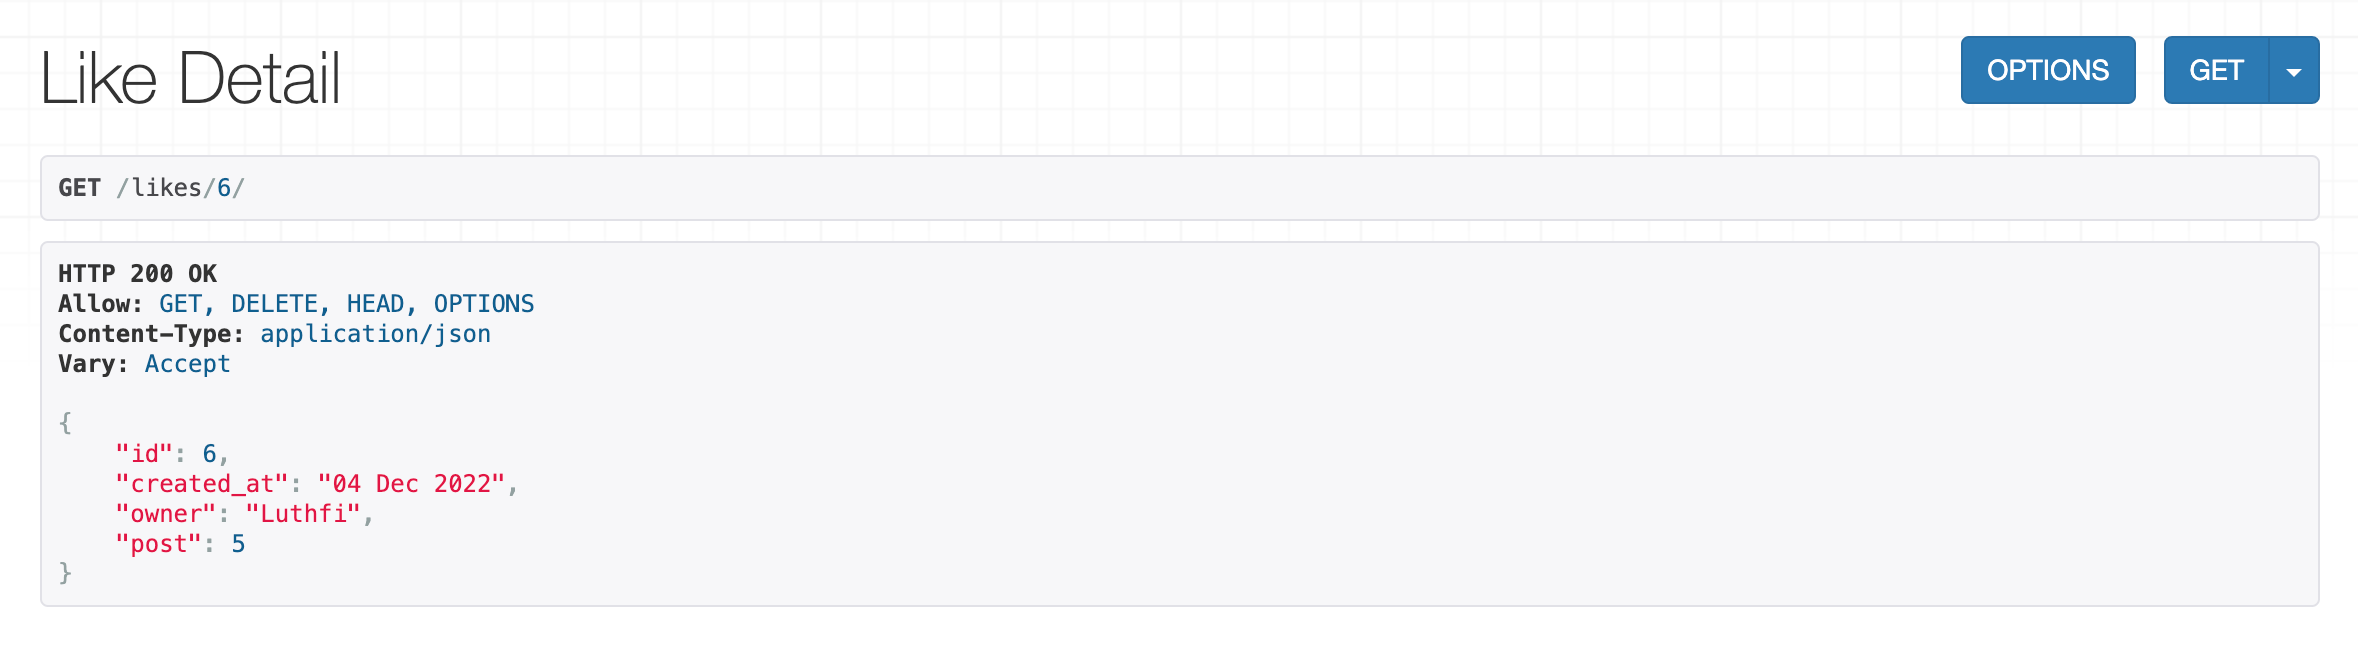 Like Detail
OPTIONS
GET
GET /likes/6/
HTTP 200 OK
Allow: GET, DELETE, HEAD, OPTIONS
Content-Type: application/json
Vary: Accept
{
    "id": 6,
    "created_at": "04 Dec 2022",
    "owner": "Luthfi",
    "post": 5
}